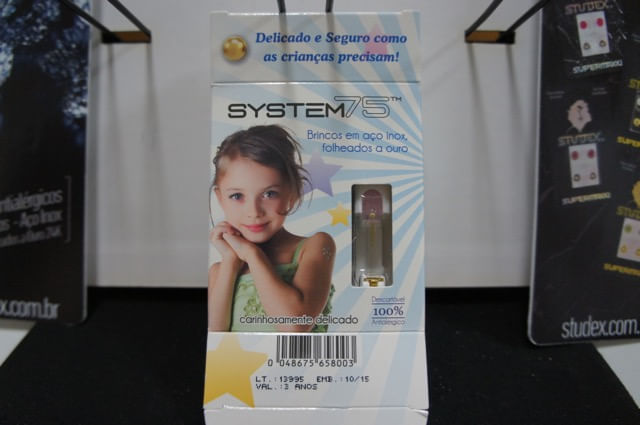 Delicado e Seguro como
as crianças precisam!
SYSTEM75™
Brincos em aço inox,
folheados a ouro
carinhosamente delicado
Descartável
100%
Antialérgico
0 048675 658003
LT.:13995 EMB.:10/15
VAL.:3 ANOS
ntialérgicos
- Aço Inox
ex.com.br
STUDEX
SUPERMINI
STUDEX
studex.com